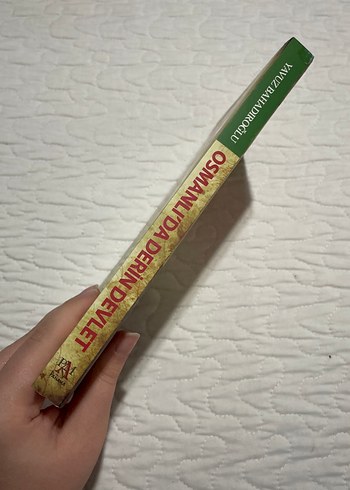 YAVUZ BAHADIROĞLU
OSMANLI'DA DERİN DEVLET